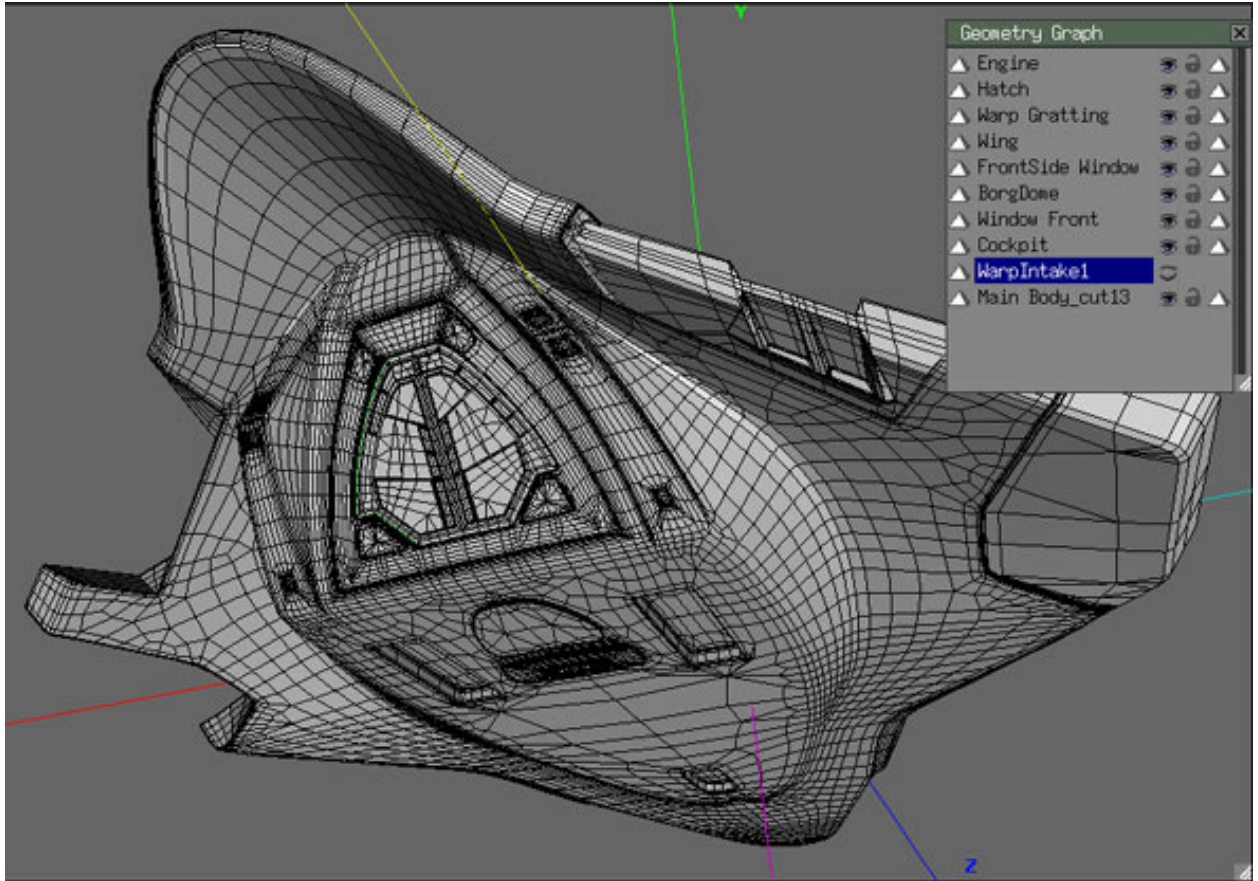 Y
Geometry Graph
Engine
Hatch
Warp Gratting
Wing
FrontSide Window
BorgDome
Window Front
Cockpit
WarpIntake1
Main Body_cut13
Z